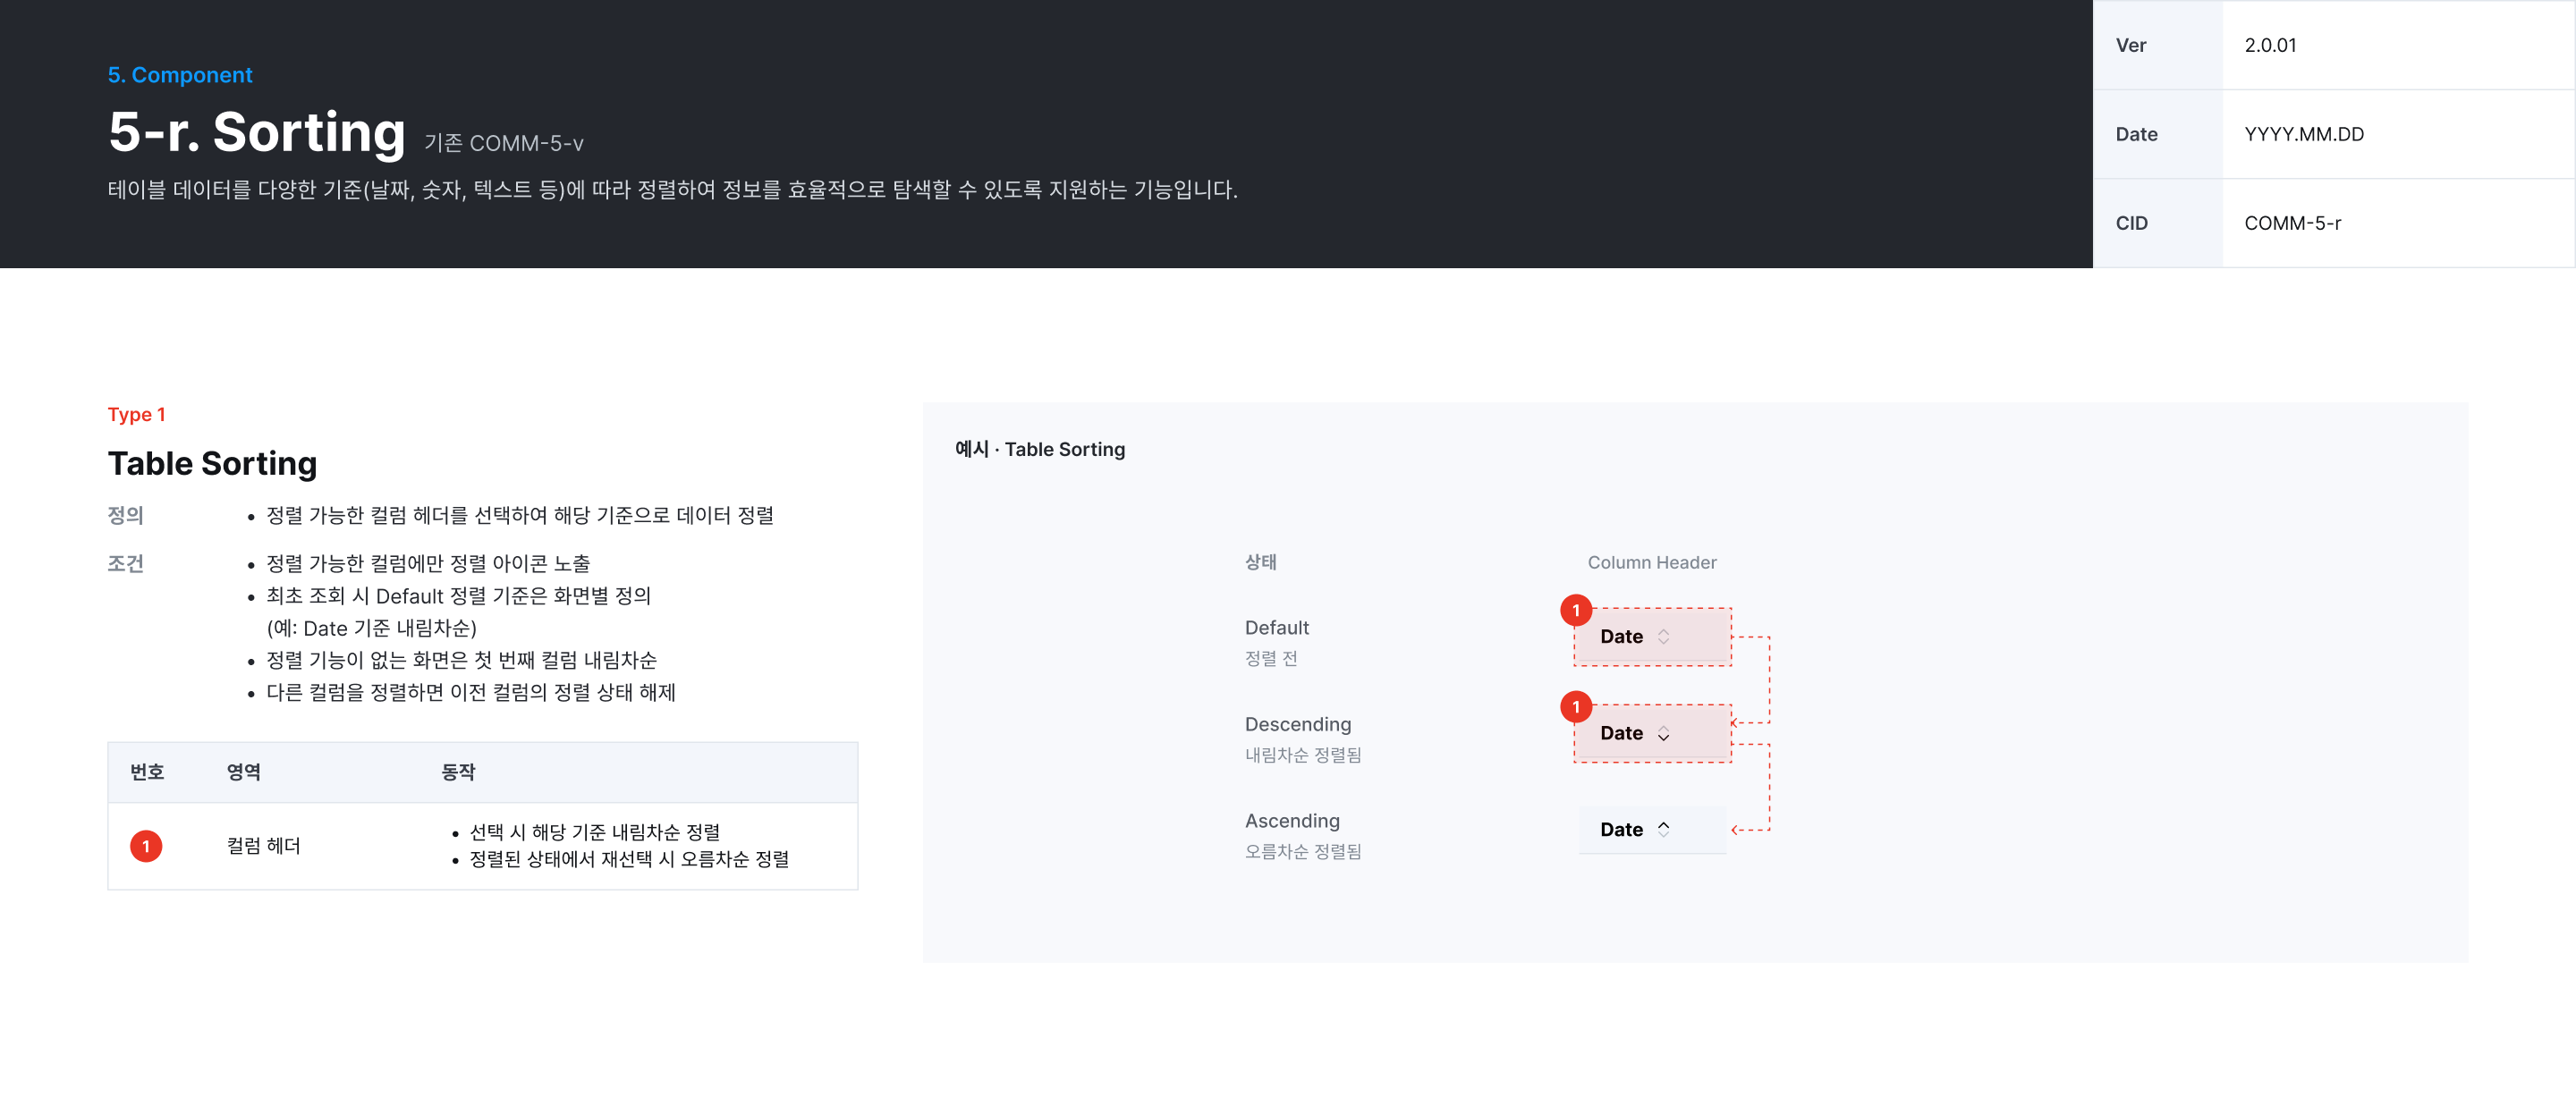 5. Component
5-r. Sorting 기존 COMM-5-v
테이블 데이터를 다양한 기준(날짜, 숫자, 텍스트 등)에 따라 정렬하여 정보를 효율적으로 탐색할 수 있도록 지원하는 기능입니다.
Ver 2.0.01
Date YYYY.MM.DD
CID COMM-5-r
Type 1
Table Sorting
정의
• 정렬 가능한 컬럼 헤더를 선택하여 해당 기준으로 데이터 정렬
조건
• 정렬 가능한 컬럼에만 정렬 아이콘 노출
• 최초 조회 시 Default 정렬 기준은 화면별 정의
(예: Date 기준 내림차순)
• 정렬 기능이 없는 화면은 첫 번째 컬럼 내림차순
• 다른 컬럼을 정렬하면 이전 컬럼의 정렬 상태 해제
번호 영역 동작
1 컬럼 헤더
• 선택 시 해당 기준 내림차순 정렬
• 정렬된 상태에서 재선택 시 오름차순 정렬
예시 · Table Sorting
상태 Column Header
Default
정렬 전
1
Date
Descending
내림차순 정렬됨
1
Date
Ascending
오름차순 정렬됨
Date